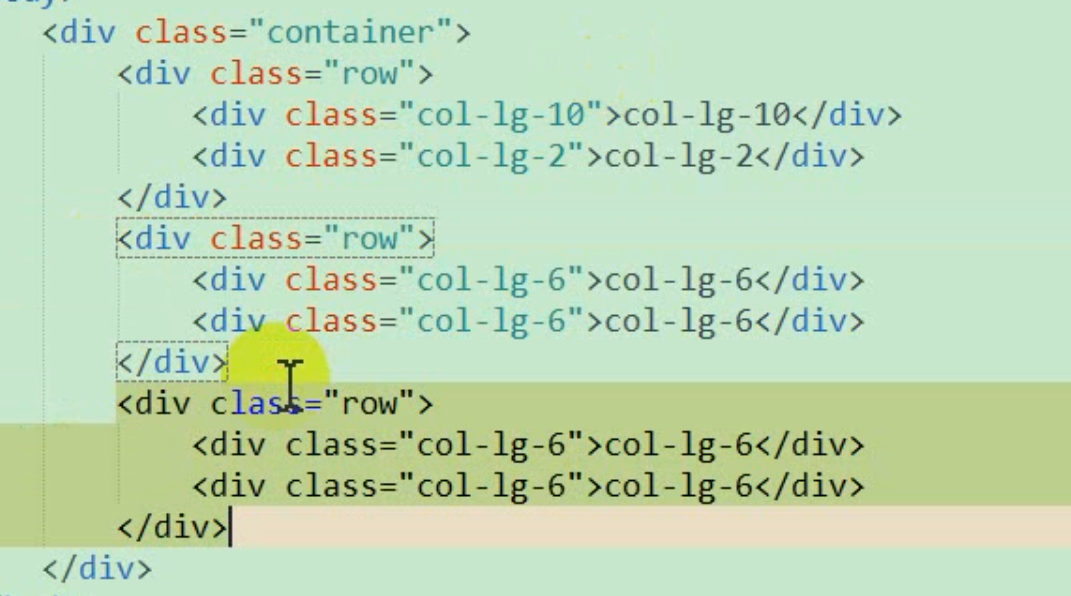 <div class="container">
<div class="row">
<div class="col-lg-10">col-lg-10</div>
<div class="col-lg-2">col-lg-2</div>
</div>
<div class="row">
<div class="col-lg-6">col-lg-6</div>
<div class="col-lg-6">col-lg-6</div>
</div>
<div class="row">
<div class="col-lg-6">col-lg-6</div>
<div class="col-lg-6">col-lg-6</div>
</div>
</div>